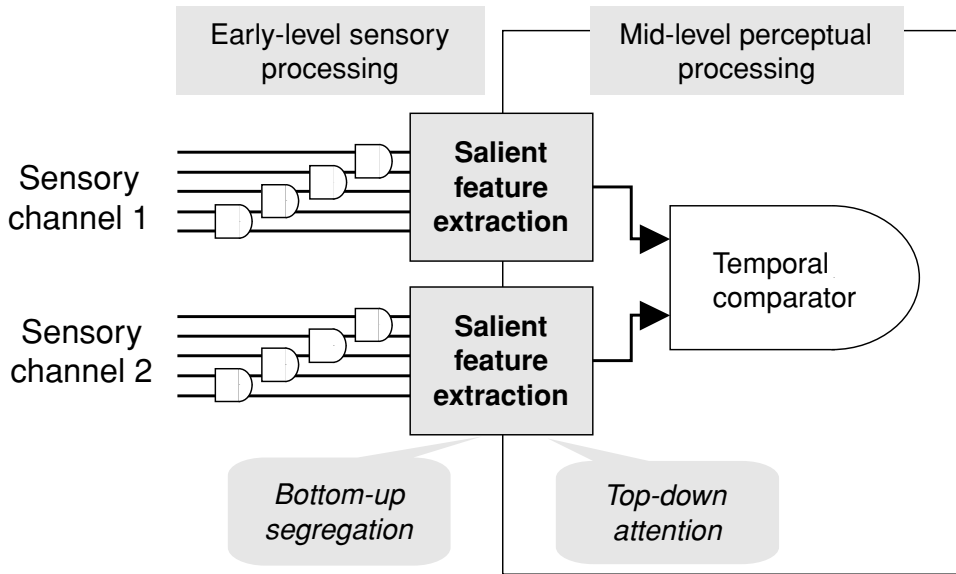 Early-level sensory
processing
Mid-level perceptual
processing
Sensory
channel 1
Salient
feature
extraction
Temporal
comparator
Sensory
channel 2
Salient
feature
extraction
Bottom-up
segregation
Top-down
attention